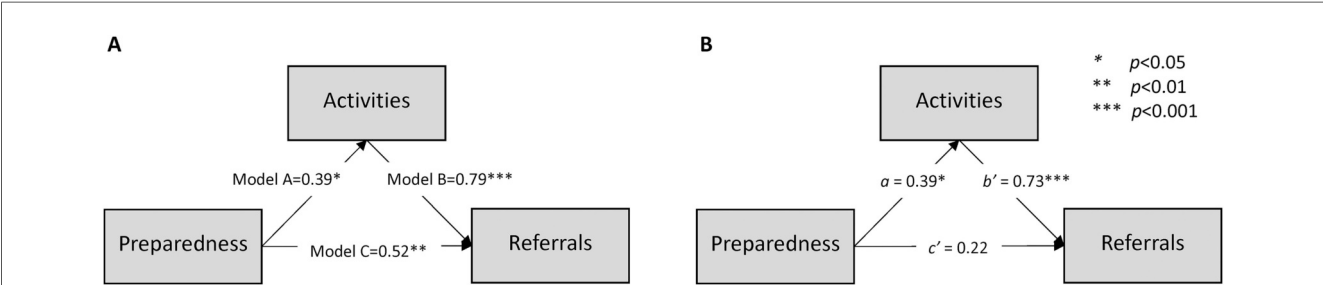 A
Activities
Model A=0.39*
Model B=0.79***
Preparedness
Model C=0.52**
Referrals
B
* p<0.05
** p<0.01
*** p<0.001
Activities
a = 0.39*
b′ = 0.73***
Preparedness
c′ = 0.22
Referrals